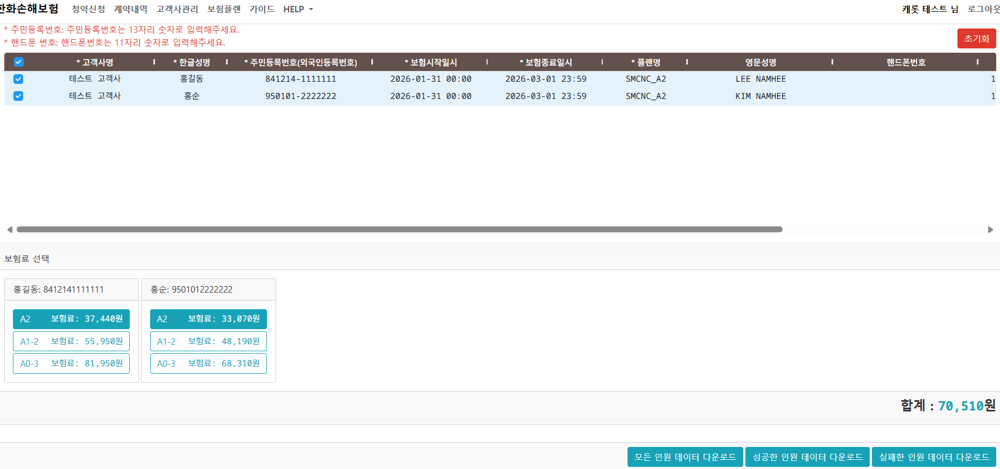 한화손해보험 청약신청 계약내역 고객사관리 보험플랜 가이드 HELP 캐롯 테스트 님 로그아웃
* 주민등록번호: 주민등록번호는 13자리 숫자로 입력해주세요.
* 핸드폰 번호: 핸드폰번호는 11자리 숫자로 입력해주세요.
초기화
* 고객사명 * 한글성명 * 주민등록번호(외국인등록번호) * 보험시작일시 * 보험종료일시 * 플랜명 영문성명 핸드폰번호
테스트 고객사 홍길동 841214-1111111 2026-01-31 00:00 2026-03-01 23:59 SMCNC_A2 LEE NAMHEE 1
테스트 고객사 홍순 950101-2222222 2026-01-31 00:00 2026-03-01 23:59 SMCNC_A2 KIM NAMHEE 1
보험료 선택
홍길동: 8412141111111
A2 보험료: 37,440원
A1-2 보험료: 55,950원
A0-3 보험료: 81,950원
홍순: 9501012222222
A2 보험료: 33,070원
A1-2 보험료: 48,190원
A0-3 보험료: 68,310원
합계 : 70,510원
모든 인원 데이터 다운로드 성공한 인원 데이터 다운로드 실패한 인원 데이터 다운로드